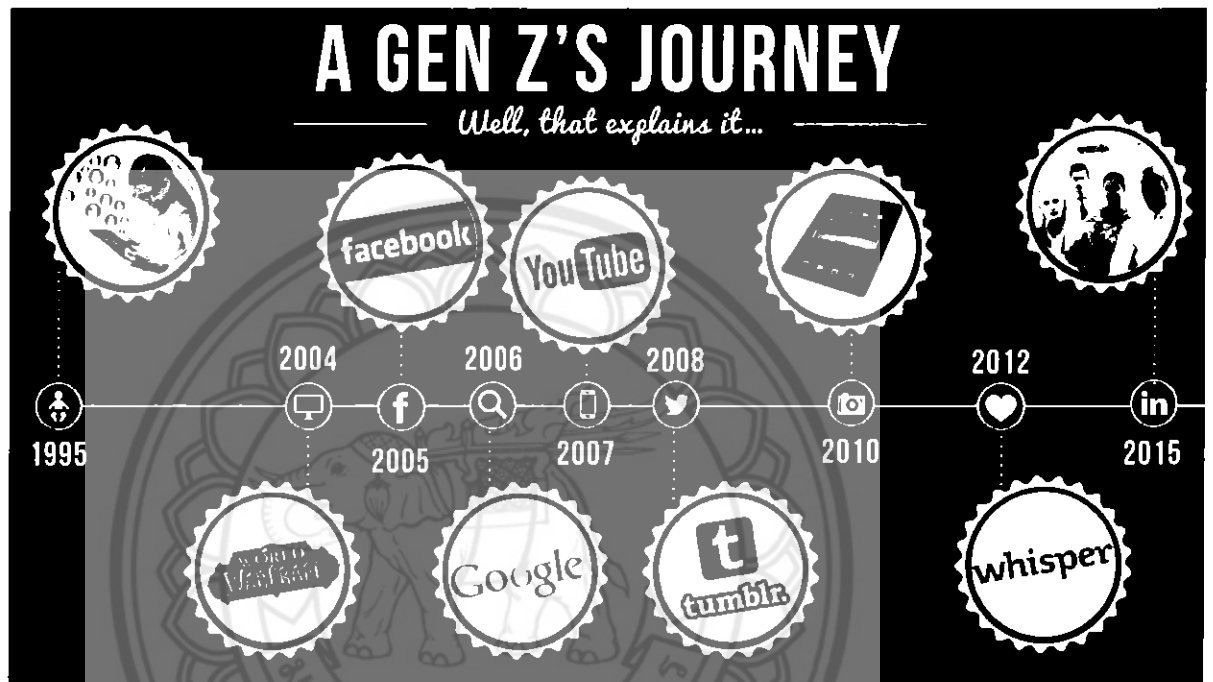 A GEN Z'S JOURNEY
Well, that explains it...
facebook
YouTube
2004
2006
2008
2012
1995
2005
2007
2010
2015
WORLD
WARCRAFT
Google
t
tumblr.
whisper
f
in